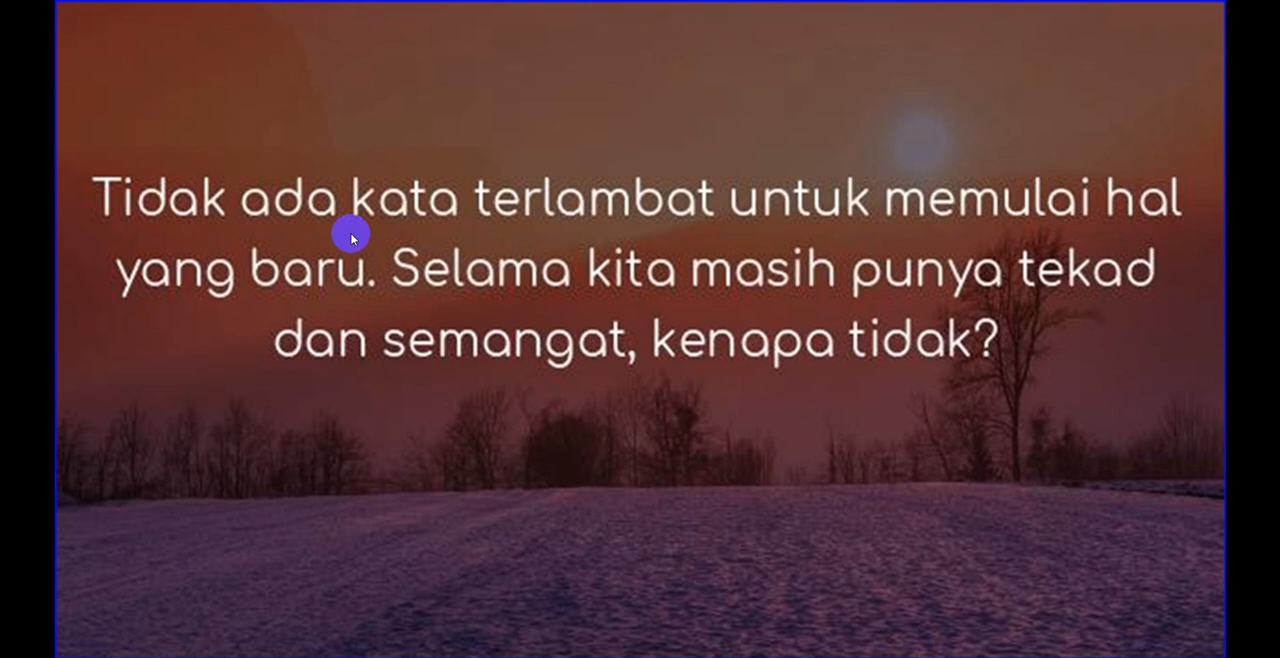 Tidak ada kata terlambat untuk memulai hal
yang baru. Selama kita masih punya tekad
dan semangat, kenapa tidak?